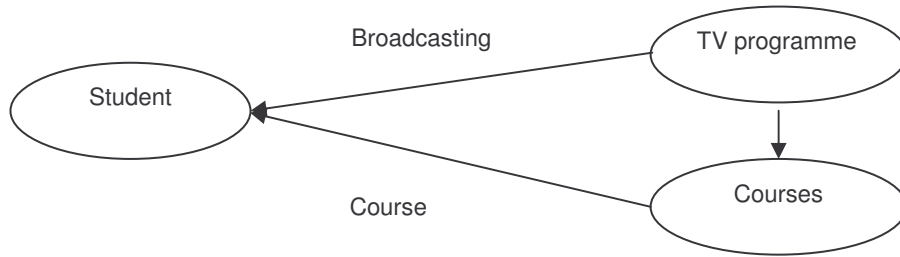 Broadcasting
TV programme
Student
Courses
Course